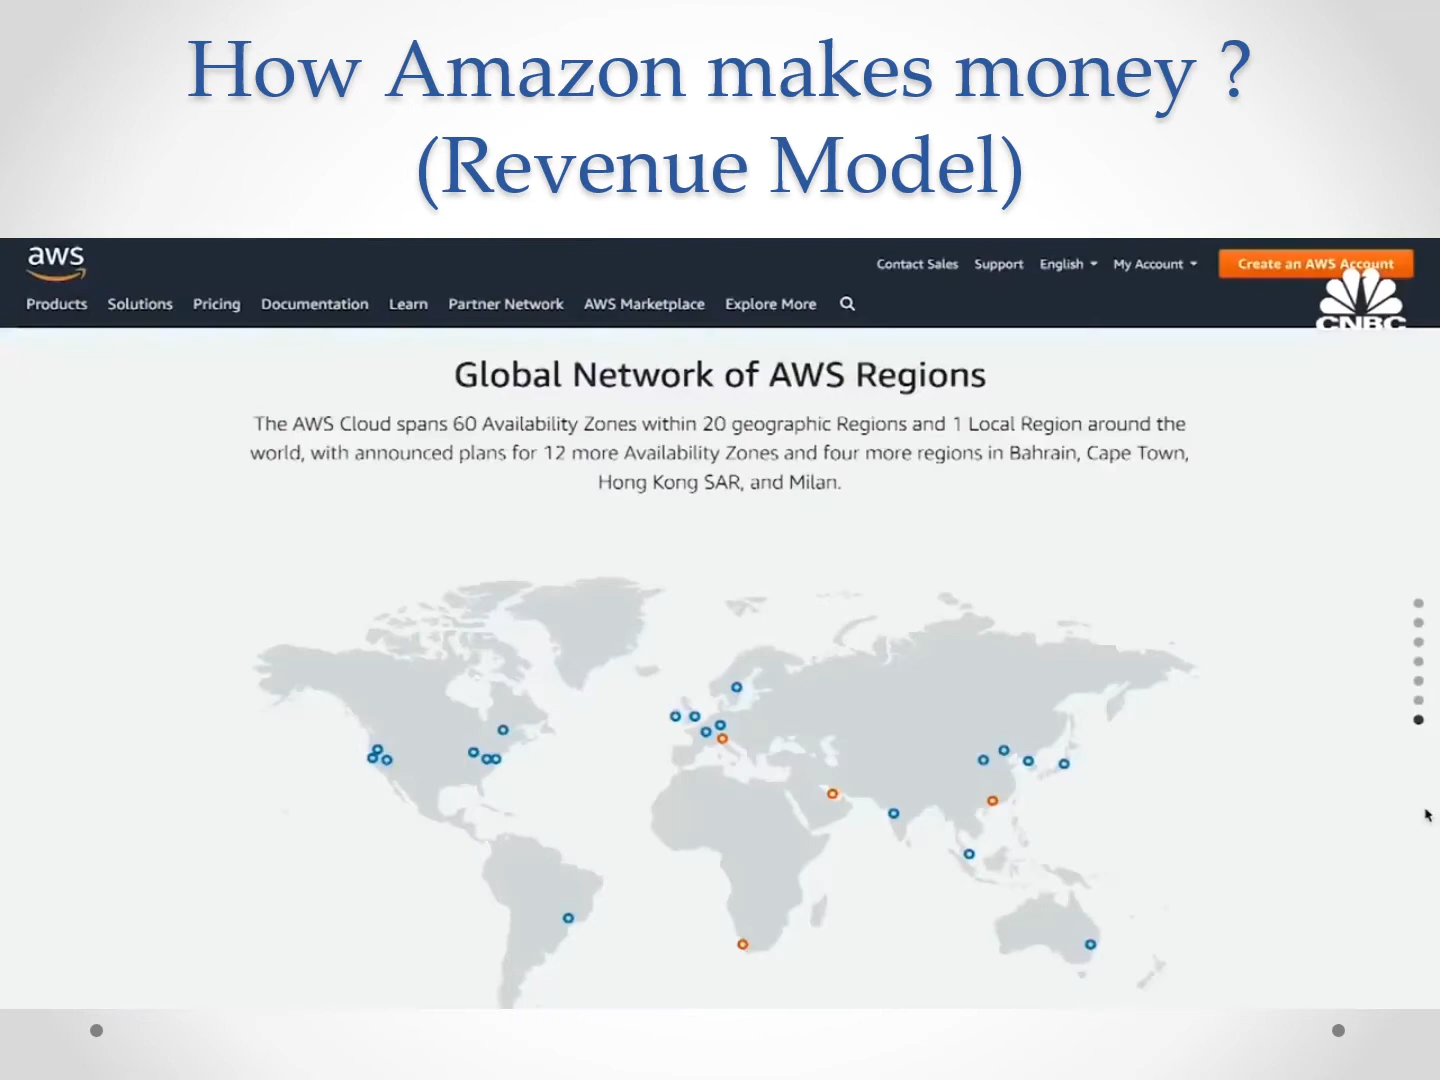 How Amazon makes money ?
(Revenue Model)
aws
Contact Sales Support English My Account Create an AWS Account
Products Solutions Pricing Documentation Learn Partner Network AWS Marketplace Explore More
CNBC
Global Network of AWS Regions
The AWS Cloud spans 60 Availability Zones within 20 geographic Regions and 1 Local Region around the
world, with announced plans for 12 more Availability Zones and four more regions in Bahrain, Cape Town,
Hong Kong SAR, and Milan.